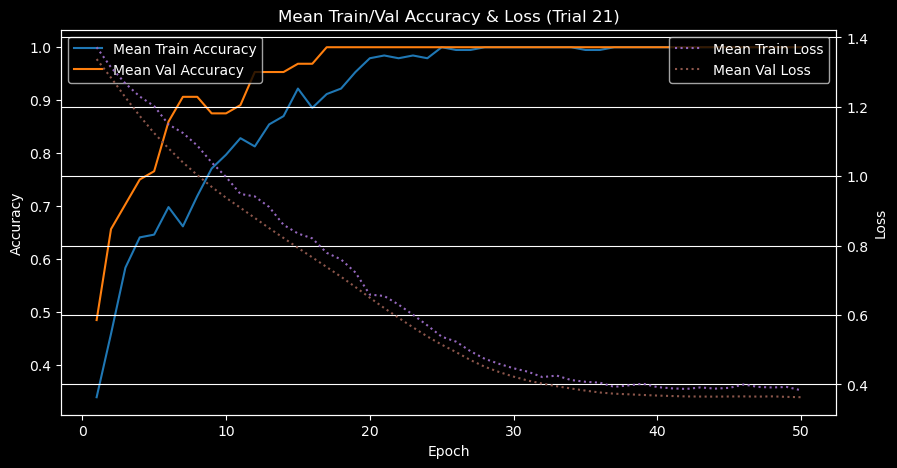 Mean Train/Val Accuracy & Loss (Trial 21)
Mean Train Accuracy
Mean Val Accuracy
Mean Train Loss
Mean Val Loss
Accuracy
1.0
0.9
0.8
0.7
0.6
0.5
0.4
Loss
1.4
1.2
1.0
0.8
0.6
0.4
0
10
20
30
40
50
Epoch